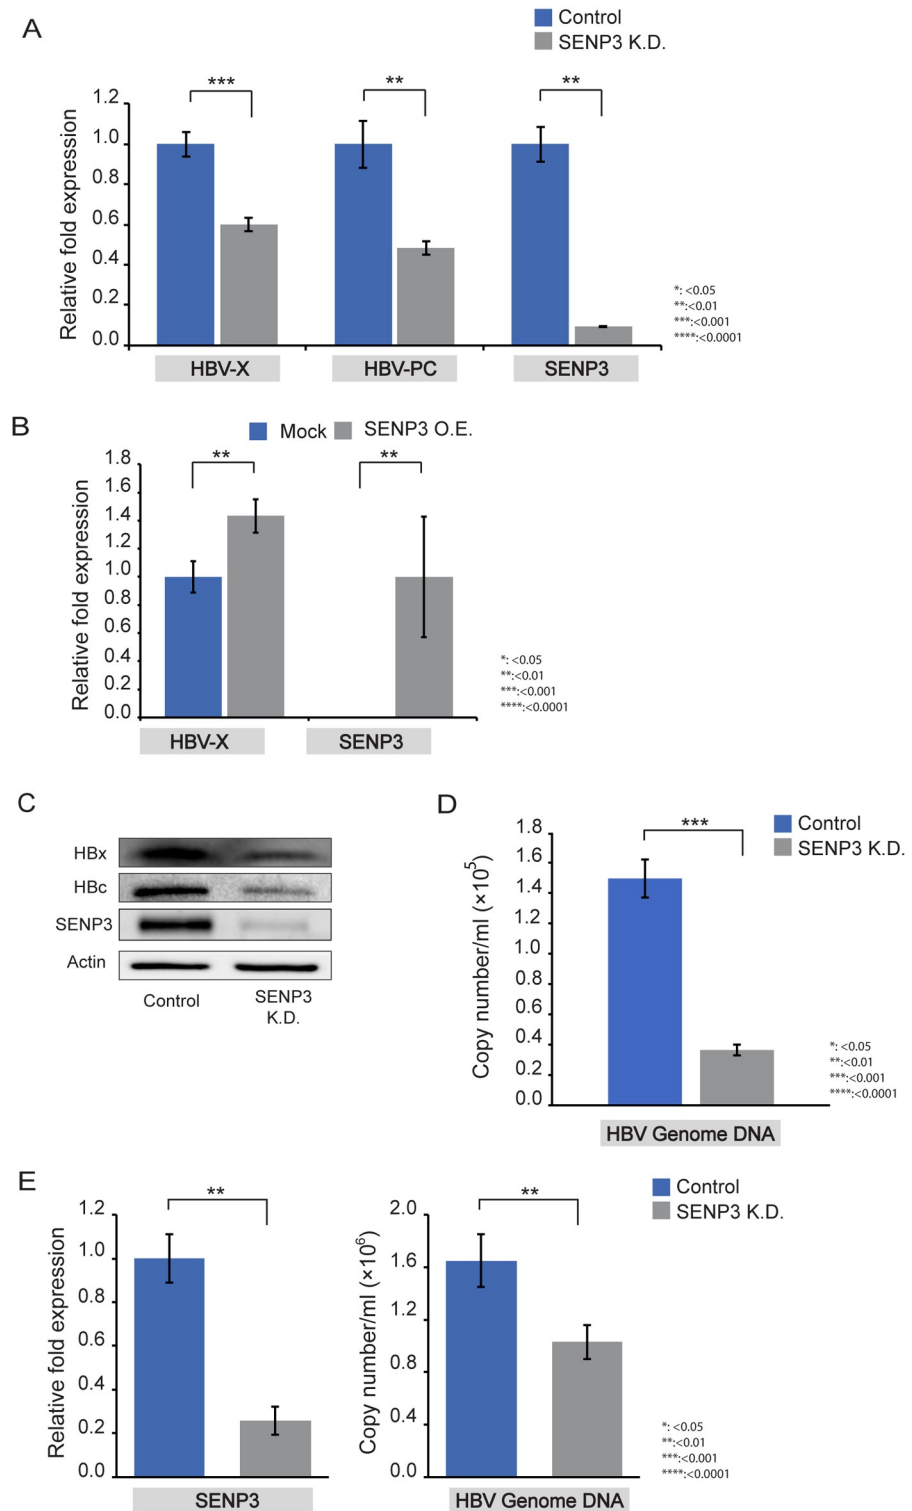 A
Control
SENP3 K.D.
***
**
**
Relative fold expression
1.2
1.0
0.8
0.6
0.4
0.2
0.0
*: <0.05
**:<0.01
***:<0.001
****:<0.0001
HBV-X
HBV-PC
SENP3
B
Mock
SENP3 O.E.
**
**
Relative fold expression
1.8
1.6
1.4
1.2
1.0
0.8
0.6
0.4
0.2
0.0
*: <0.05
**:<0.01
***:<0.001
****:<0.0001
HBV-X
SENP3
C
HBx
HBc
SENP3
Actin
Control
SENP3
K.D.
D
Control
SENP3 K.D.
***
Copy number/ml (×10⁵)
1.8
1.6
1.4
1.2
1.0
0.8
0.6
0.4
0.2
0.0
*: <0.05
**:<0.01
***:<0.001
****:<0.0001
HBV Genome DNA
E
**
Relative fold expression
1.2
1.0
0.8
0.6
0.4
0.2
0.0
SENP3
Control
SENP3 K.D.
**
Copy number/ml (×10⁶)
2.0
1.6
1.2
0.8
0.4
0.0
*: <0.05
**:<0.01
***:<0.001
****:<0.0001
HBV Genome DNA